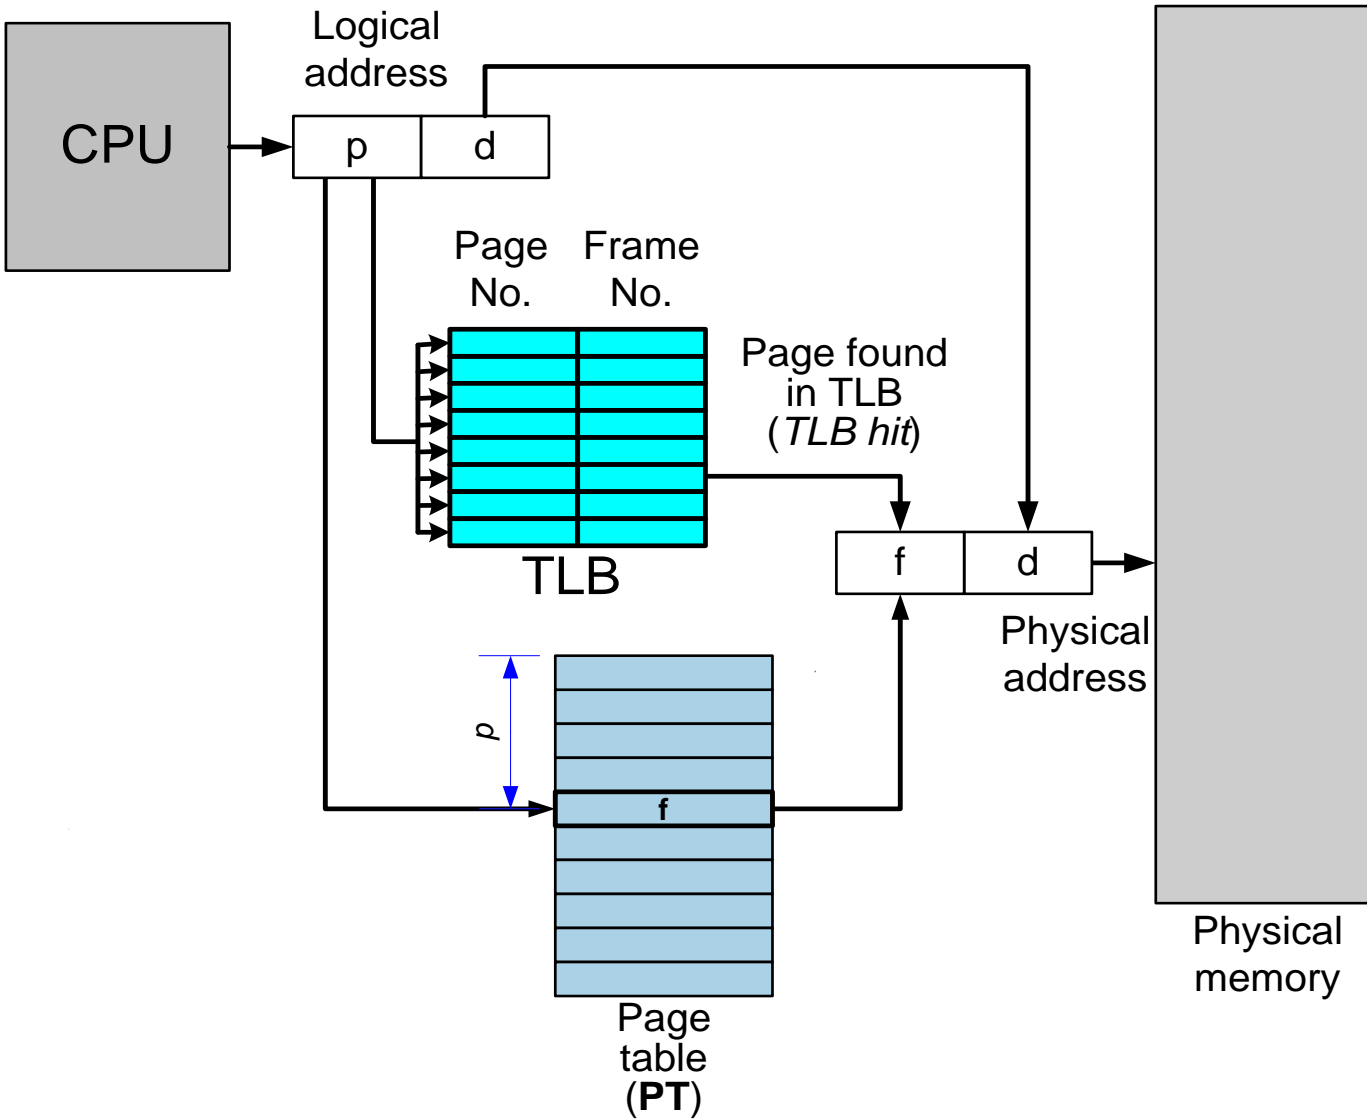 Logical
address
CPU
p
d
Page
No.
Frame
No.
Page found
in TLB
(TLB hit)
TLB
f
d
Physical
address
p
f
Page
table
(PT)
Physical
memory